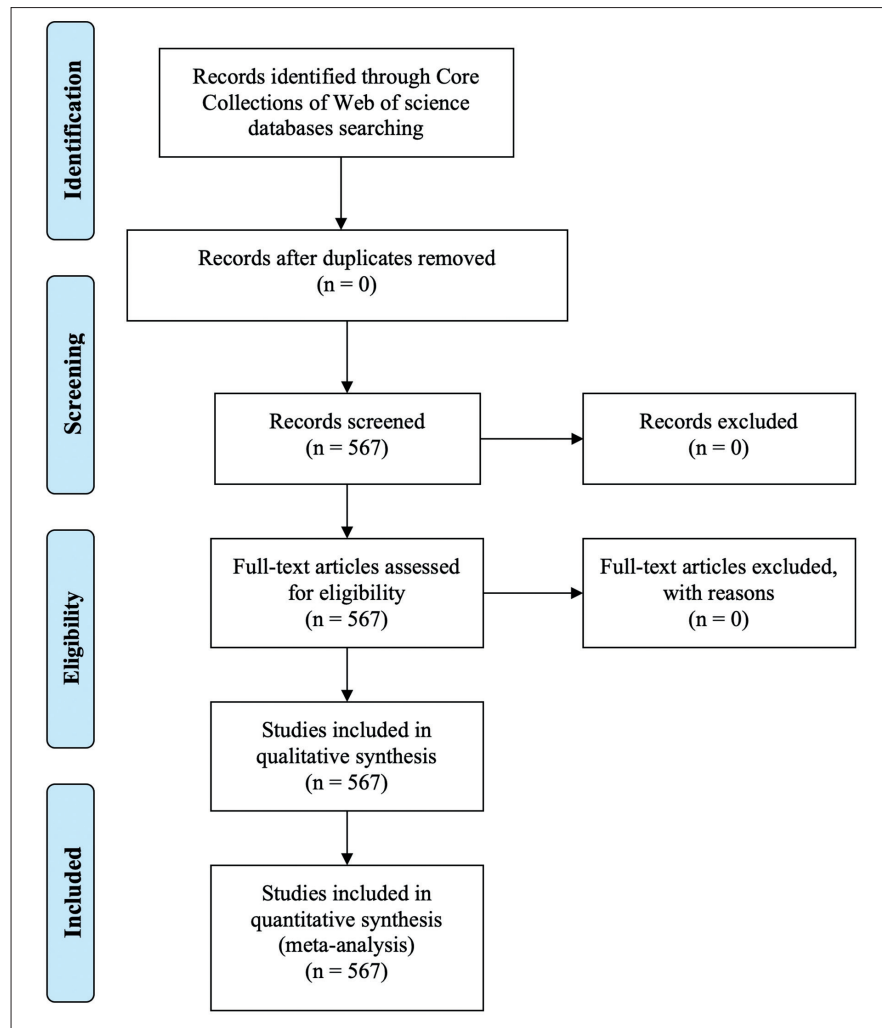 Identification
Records identified through Core
Collections of Web of science
databases searching
Records after duplicates removed
(n = 0)
Screening
Records screened
(n = 567)
Records excluded
(n = 0)
Eligibility
Full-text articles assessed
for eligibility
(n = 567)
Full-text articles excluded,
with reasons
(n = 0)
Studies included in
qualitative synthesis
(n = 567)
Included
Studies included in
quantitative synthesis
(meta-analysis)
(n = 567)